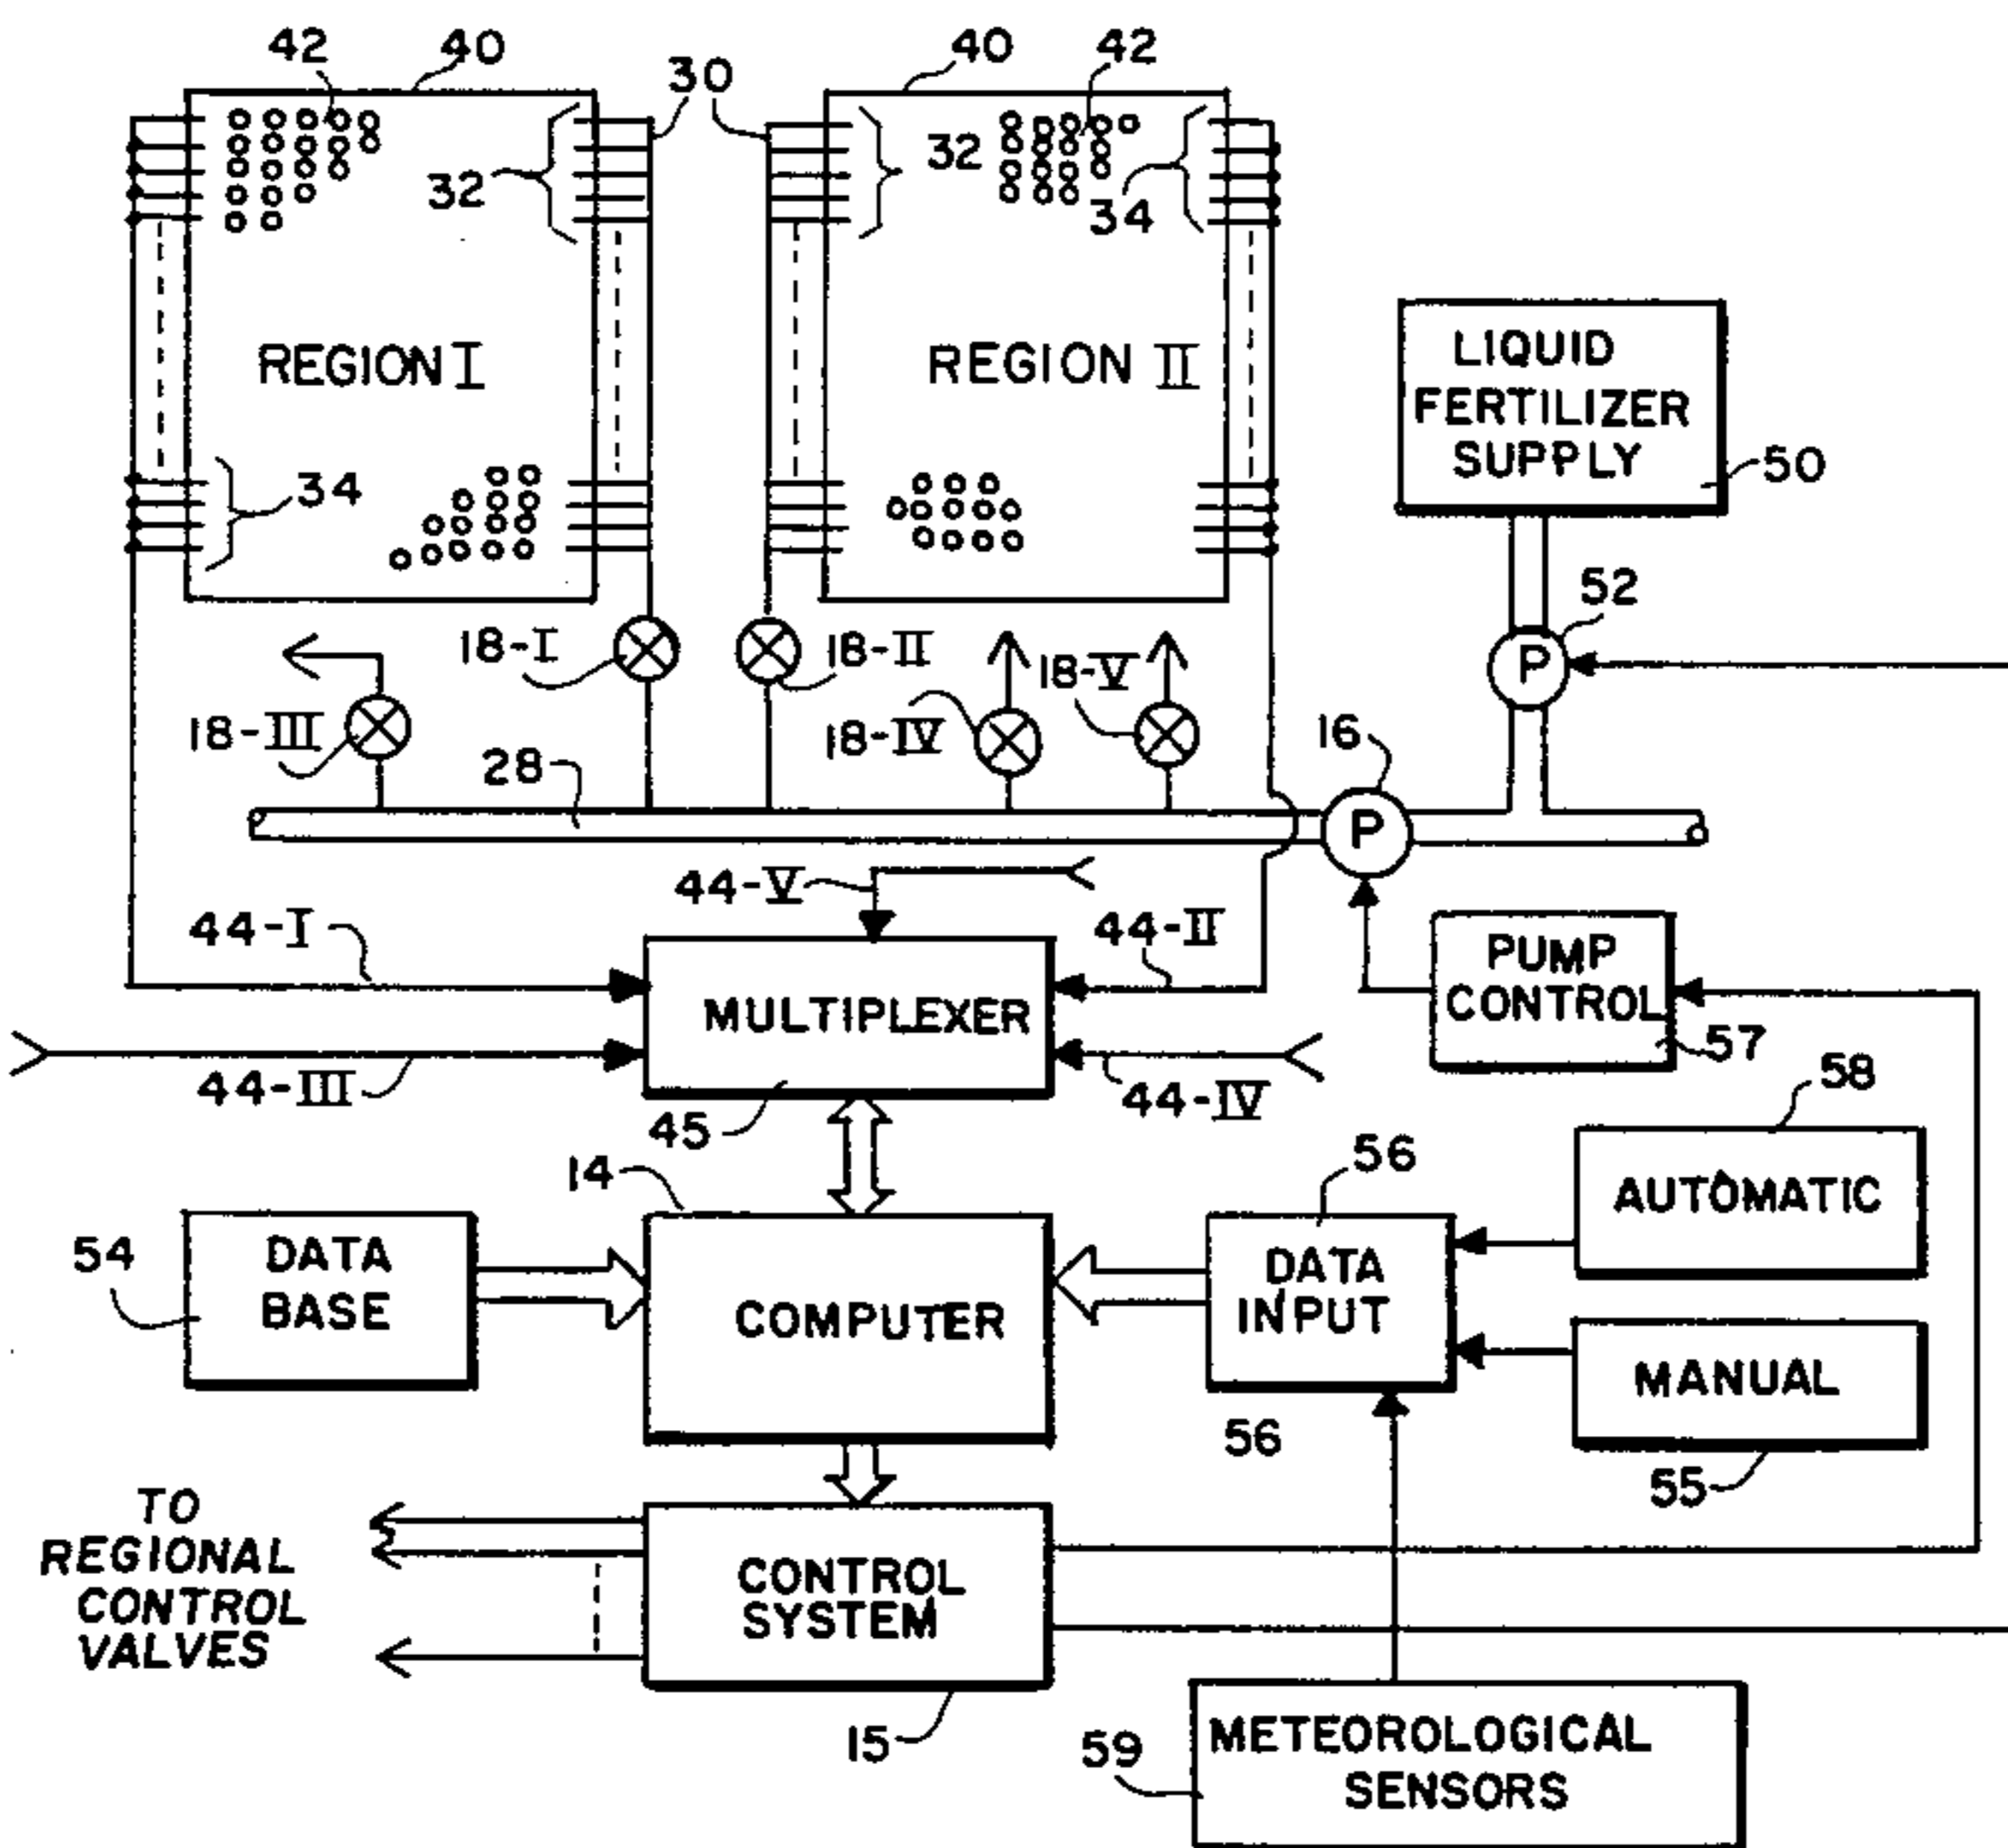 42
40
30
40
42
32
32
34
REGION I
REGION II
LIQUID
FERTILIZER
SUPPLY
50
34
52
P
18-I
18-II
18-III
18-IV
18-V
16
28
P
44-V
44-I
44-II
MULTIPLEXER
PUMP
CONTROL
57
44-III
44-IV
45
58
AUTOMATIC
14
56
54
DATA
BASE
COMPUTER
DATA
INPUT
MANUAL
56
55
TO
REGIONAL
CONTROL
VALVES
CONTROL
SYSTEM
15
59
METEOROLOGICAL
SENSORS